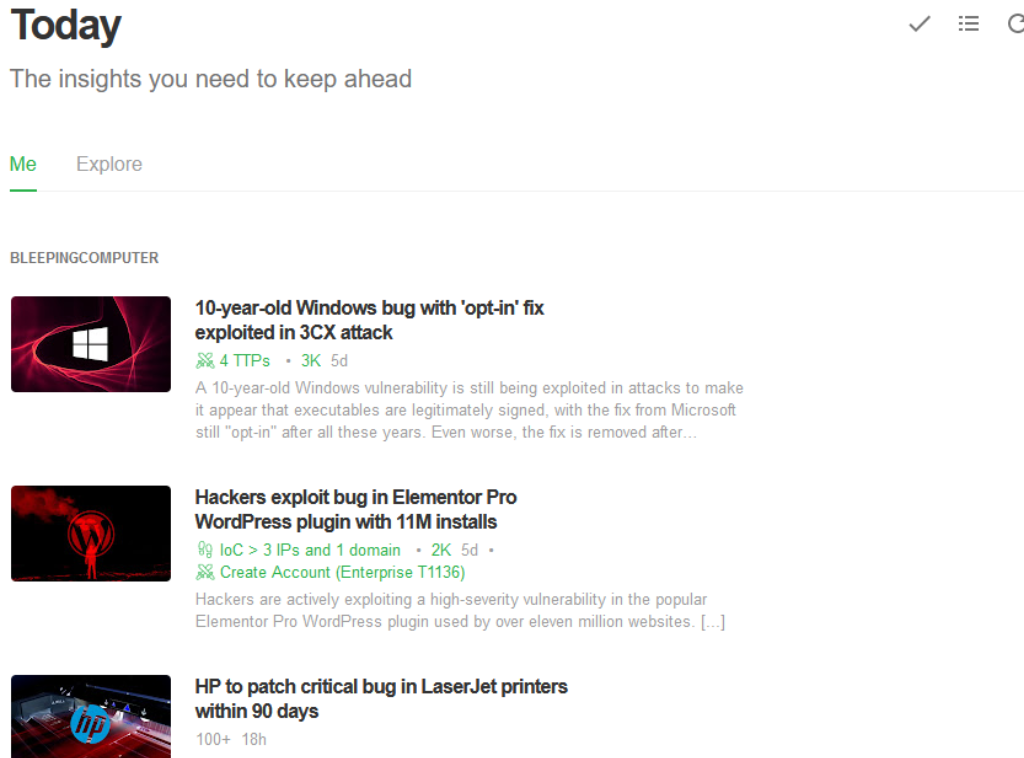 Today
The insights you need to keep ahead
Me Explore
BLEEPINGCOMPUTER
10-year-old Windows bug with 'opt-in' fix
exploited in 3CX attack
4 TTPs • 3K 5d
A 10-year-old Windows vulnerability is still being exploited in attacks to make
it appear that executables are legitimately signed, with the fix from Microsoft
still "opt-in" after all these years. Even worse, the fix is removed after...
Hackers exploit bug in Elementor Pro
WordPress plugin with 11M installs
IoC > 3 IPs and 1 domain • 2K 5d •
Create Account (Enterprise T1136)
Hackers are actively exploiting a high-severity vulnerability in the popular
Elementor Pro WordPress plugin used by over eleven million websites. [...]
hp
HP to patch critical bug in LaserJet printers
within 90 days
100+ 18h